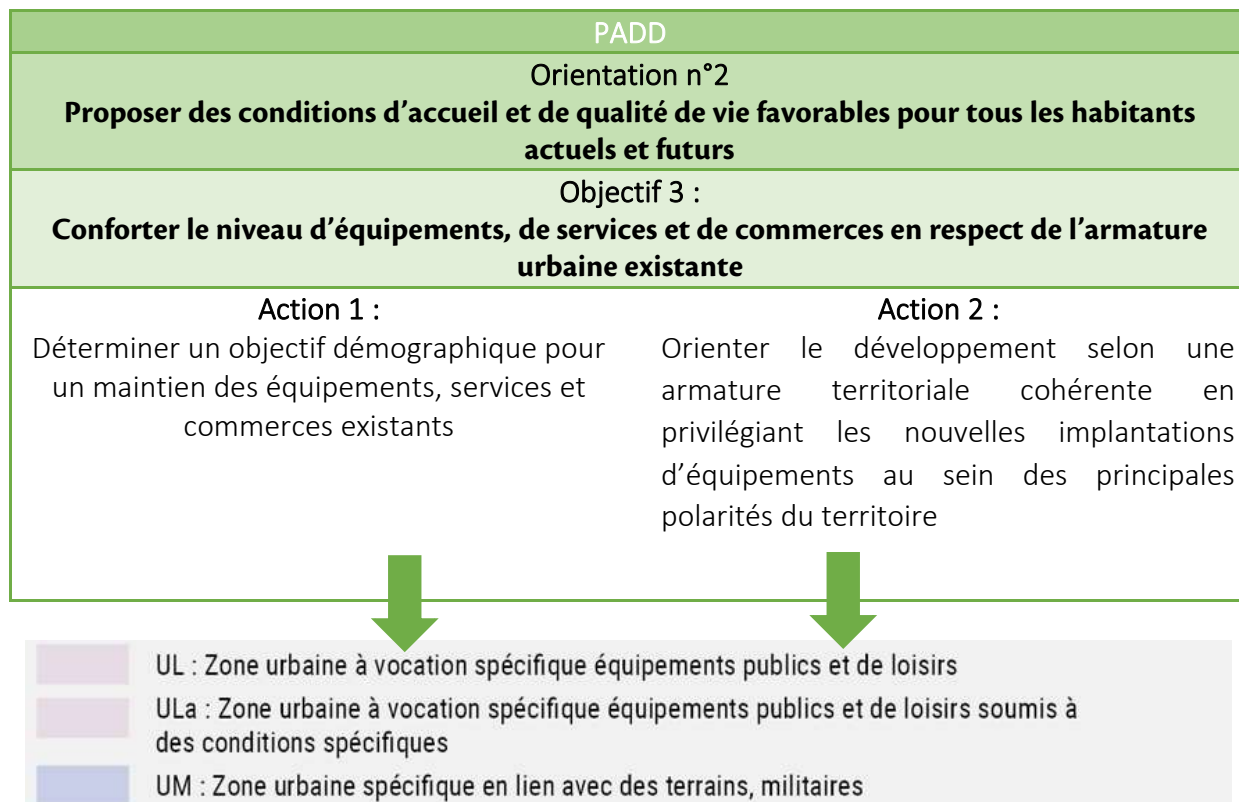 PADD
Orientation n°2
Proposer des conditions d'accueil et de qualité de vie favorables pour tous les habitants
actuels et futurs
Objectif 3 :
Conforter le niveau d'équipements, de services et de commerces en respect de l'armature
urbaine existante
Action 1 :
Déterminer un objectif démographique pour
un maintien des équipements, services et
commerces existants
Action 2 :
Orienter le développement selon une
armature territoriale cohérente en
privilégiant les nouvelles implantations
d'équipements au sein des principales
polarités du territoire
UL : Zone urbaine à vocation spécifique équipements publics et de loisirs
ULa : Zone urbaine à vocation spécifique équipements publics et de loisirs soumis à
des conditions spécifiques
UM : Zone urbaine spécifique en lien avec des terrains, militaires